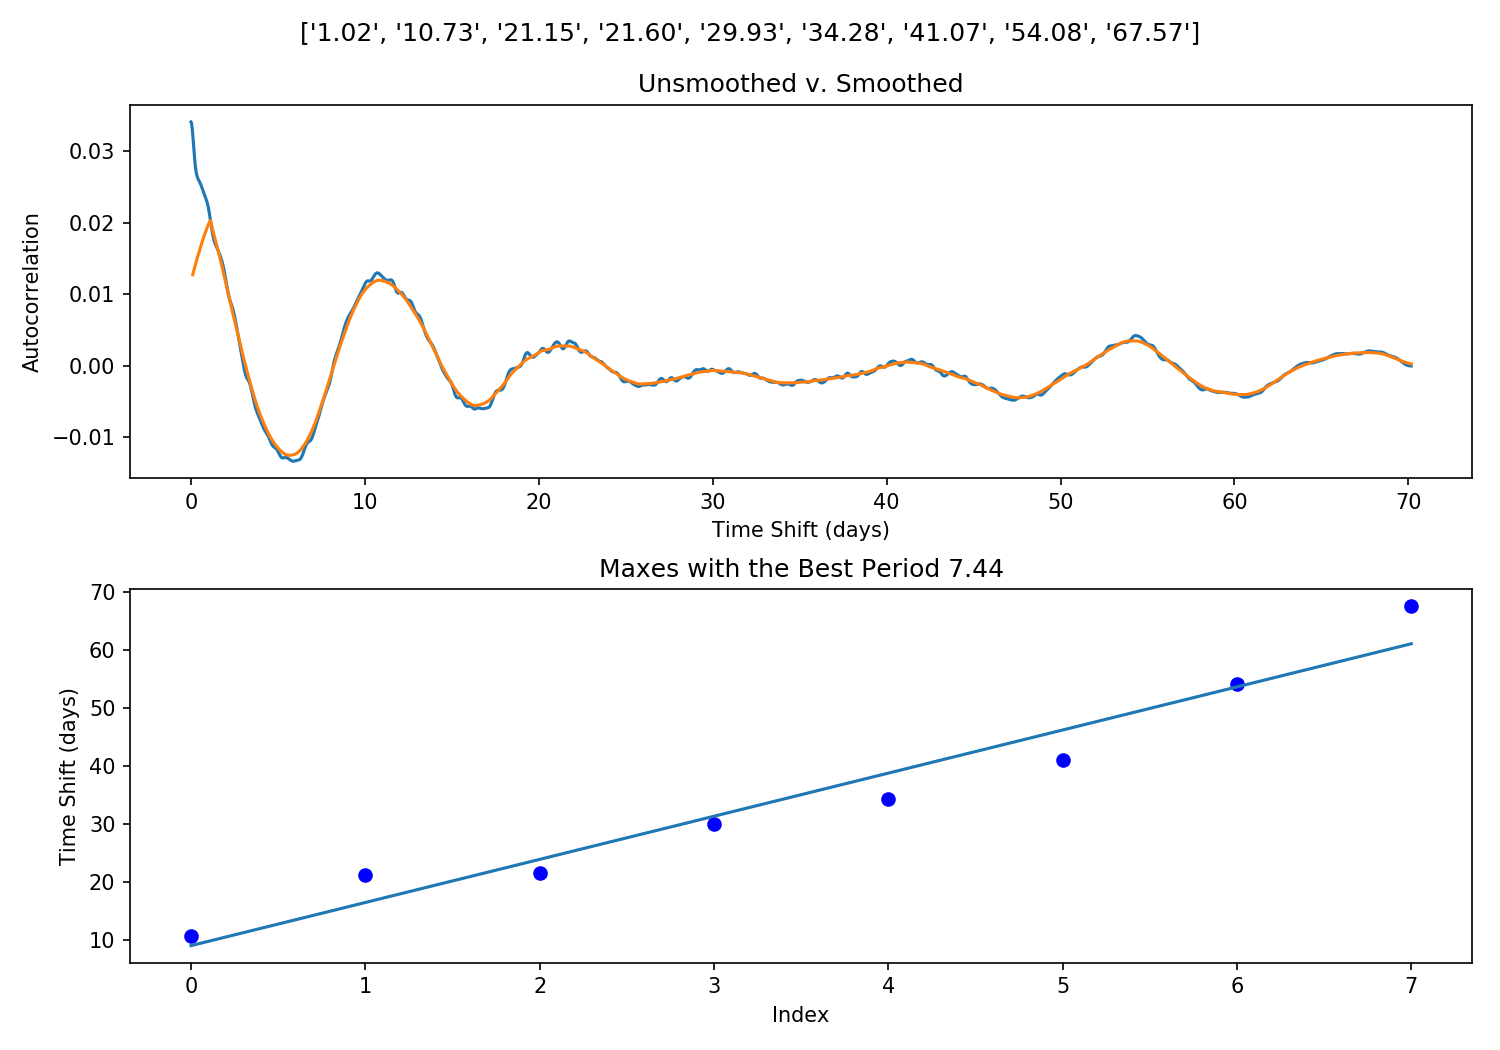 ['1.02', '10.73', '21.15', '21.60', '29.93', '34.28', '41.07', '54.08', '67.57']
Unsmoothed v. Smoothed
Autocorrelation
0.03
0.02
0.01
0.00
−0.01
0 10 20 30 40 50 60 70
Time Shift (days)
Maxes with the Best Period 7.44
Time Shift (days)
70
60
50
40
30
20
10
0 1 2 3 4 5 6 7
Index